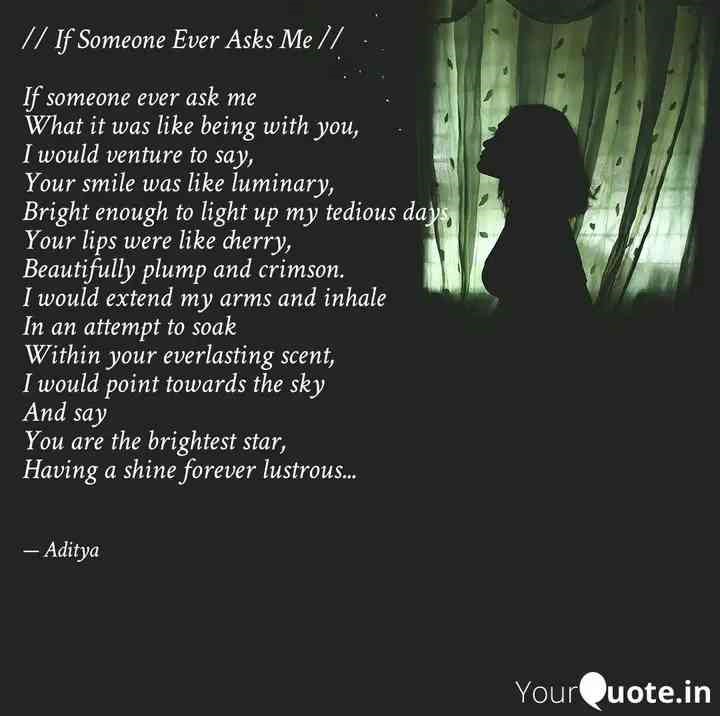 // If Someone Ever Asks Me //
If someone ever ask me
What it was like being with you,
I would venture to say,
Your smile was like luminary,
Bright enough to light up my tedious days
Your lips were like cherry,
Beautifully plump and crimson.
I would extend my arms and inhale
In an attempt to soak
Within your everlasting scent,
I would point towards the sky
And say
You are the brightest star,
Having a shine forever lustrous...
— Aditya
YourQuote.in